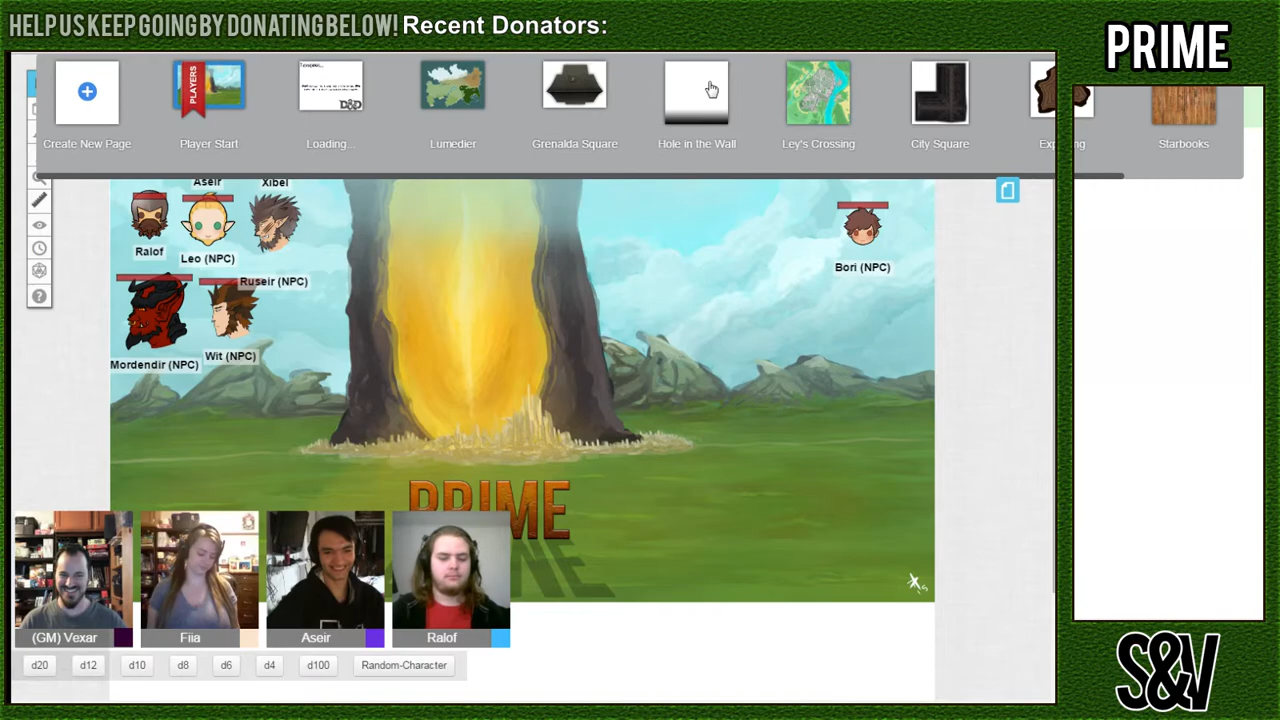 HELP US KEEP GOING BY DONATING BELOW! Recent Donators:
PRIME
PLAYERS
D&D
Create New Page
Player Start
Loading...
Lumedier
Grenalda Square
Hole in the Wall
Ley's Crossing
City Square
Starbooks
Aseir
Xibel
Ralof
Leo (NPC)
Ruseir (NPC)
Bori (NPC)
Mordendir (NPC)
Wit (NPC)
PRIME
(GM) Vexar
Fiia
Aseir
Ralof
d20
d12
d10
d8
d6
d4
d100
Random-Character
S&V